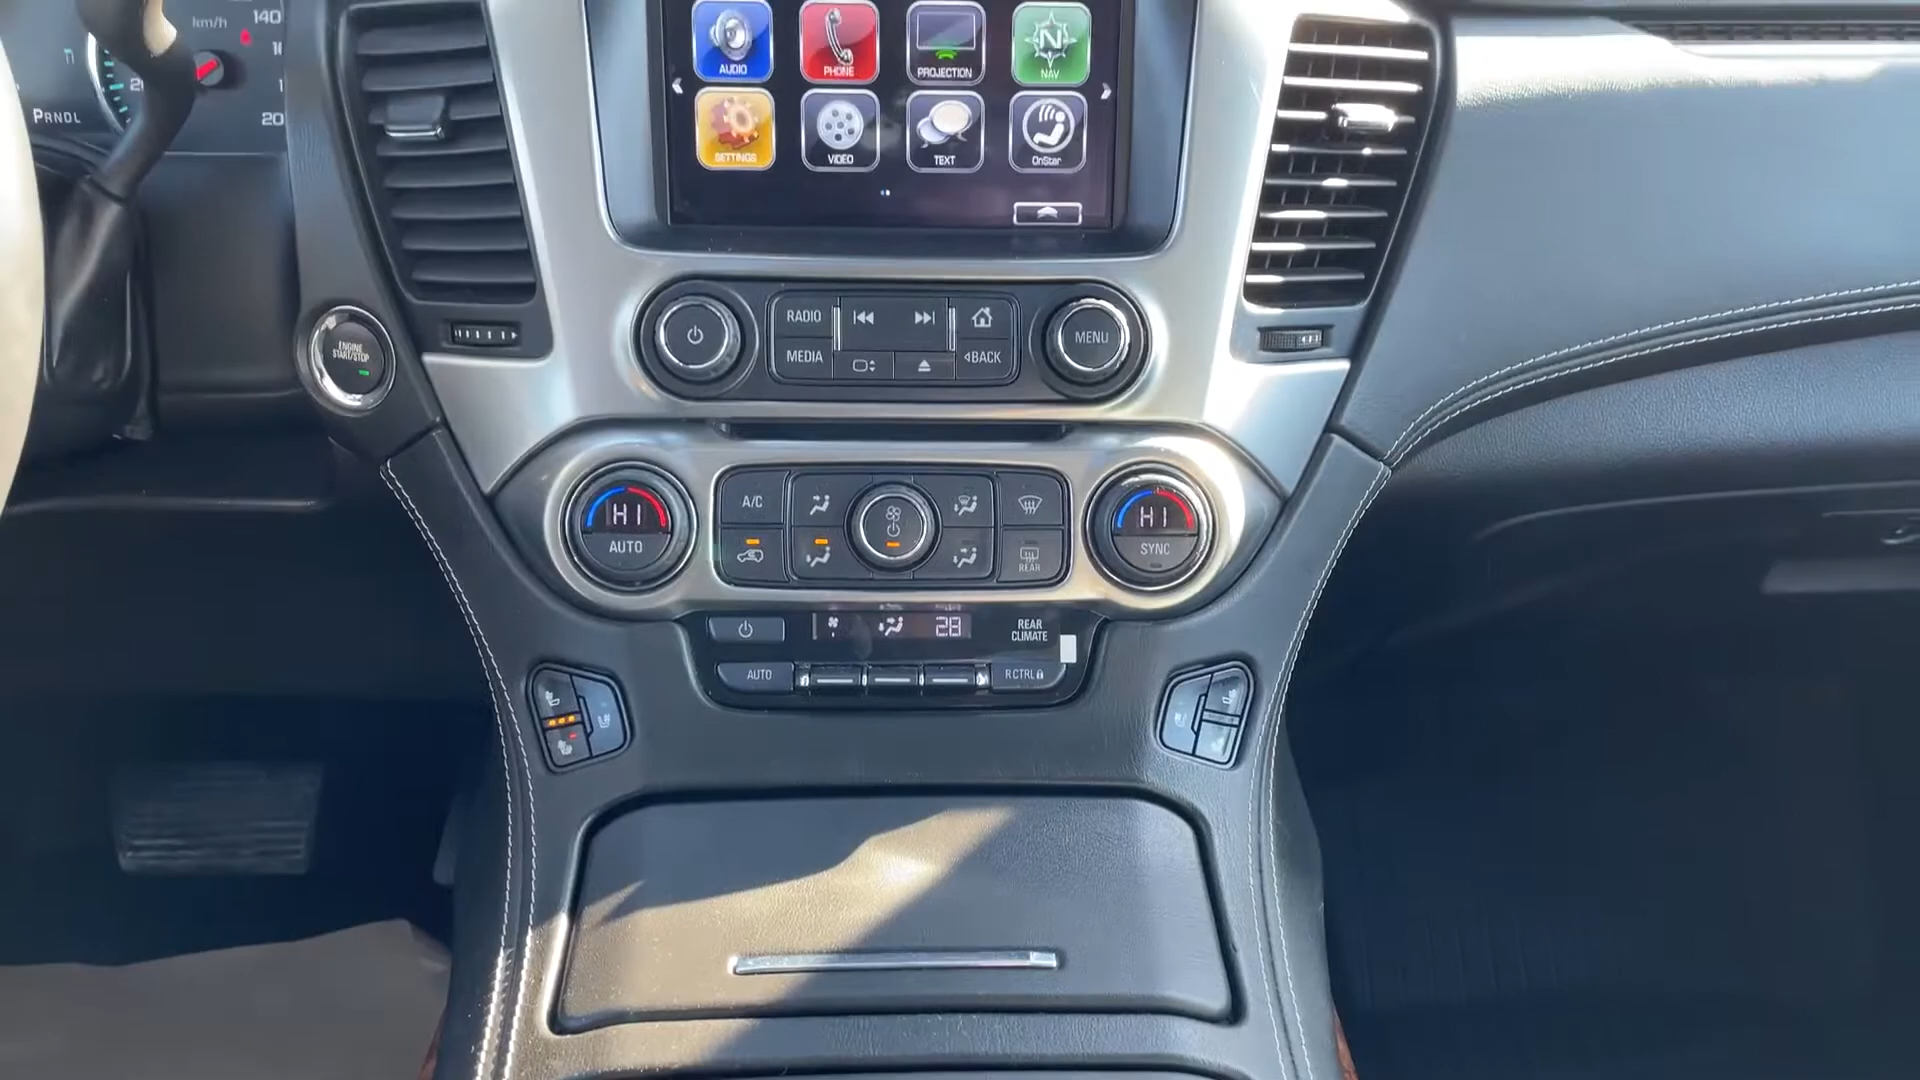 km/h
140
20
PRNDL
AUDIO
PHONE
PROJECTION
N
NAV
SETTINGS
VIDEO
TEXT
OnStar
ENGINE
START/STOP
RADIO
MEDIA
BACK
MENU
HI
AUTO
A/C
REAR
HI
SYNC
28
REAR
CLIMATE
AUTO
R CTRL